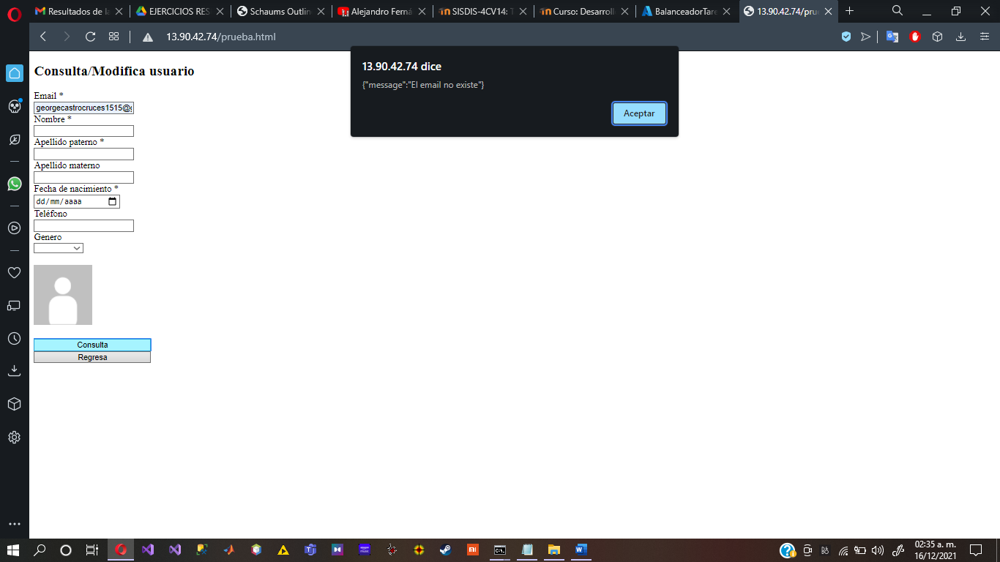 Resultados de la
EJERCICIOS RES
Schaums Outlin
Alejandro Ferná
SISDIS-4CV14: T
Curso: Desarroll
BalanceadorTare
13.90.42.74/pru
13.90.42.74/prueba.html
13.90.42.74 dice
{"message":"El email no existe"}
Aceptar
Consulta/Modifica usuario
Email *
georgecastrocruces1515@g
Nombre *
Apellido paterno *
Apellido materno
Fecha de nacimiento *
dd/mm/aaaa
Teléfono
Genero
Consulta
Regresa
02:35 a. m.
16/12/2021